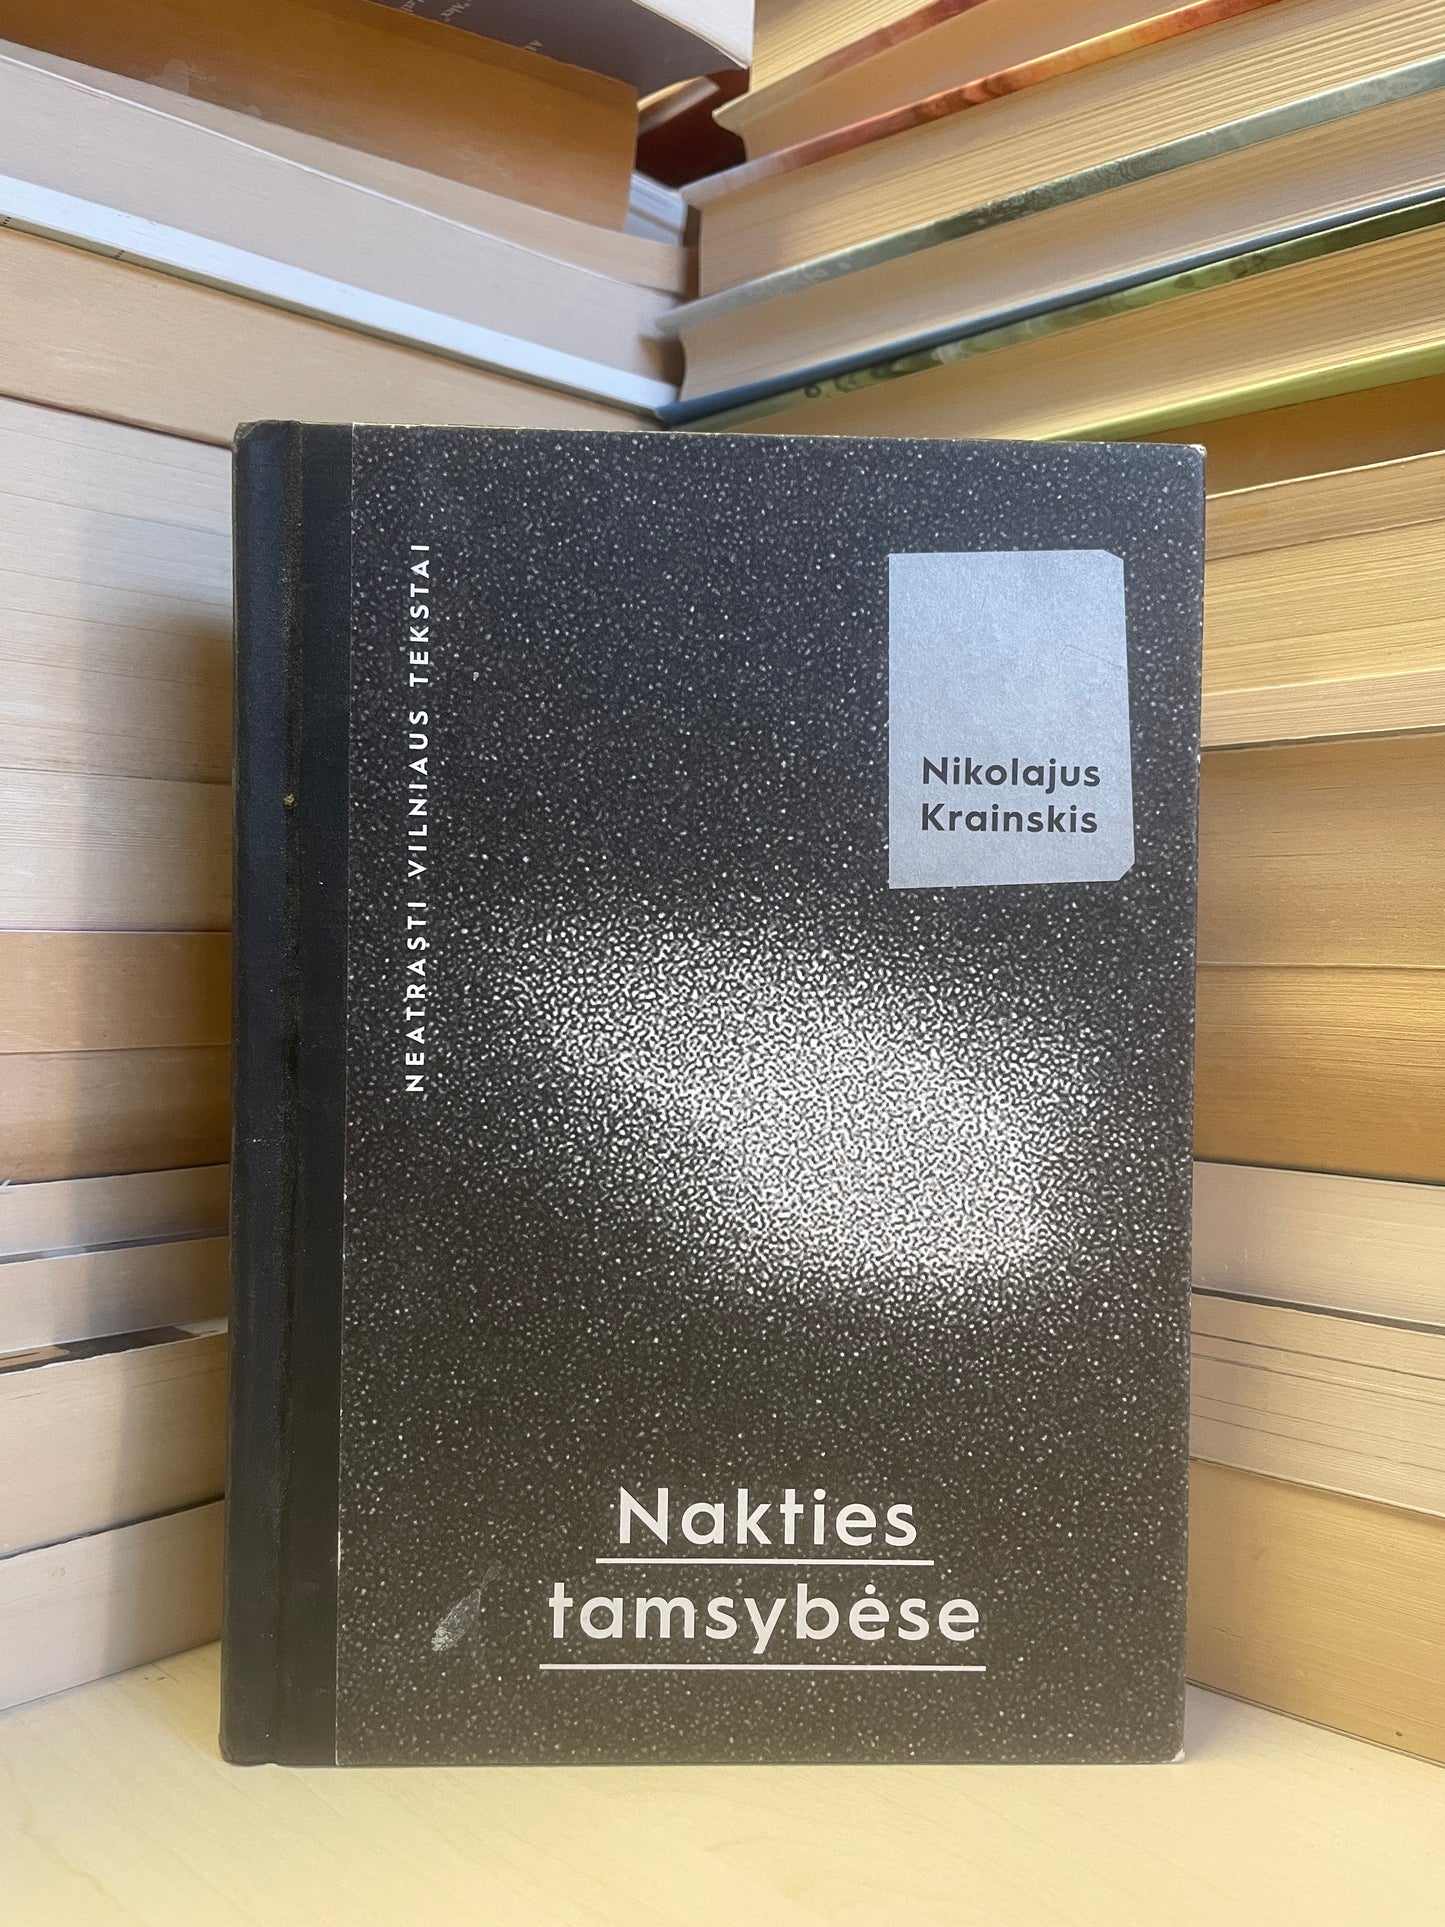 NEATRASTI VILNIAUS TEKSTAI
Nikolajus
Krainskis
Nakties
tamsybėse